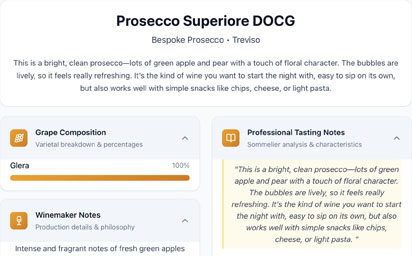 Prosecco Superiore DOCG
Bespoke Prosecco • Treviso
This is a bright, clean prosecco—lots of green apple and pear with a touch of floral character. The bubbles are
lively, so it feels really refreshing. It's the kind of wine you want to start the night with, easy to sip on its own,
but also works well with simple snacks like chips, cheese, or light pasta.
Grape Composition
Varietal breakdown & percentages
Glera 100%
Winemaker Notes
Production details & philosophy
Intense and fragrant notes of fresh green apples
Professional Tasting Notes
Sommelier analysis & characteristics
"This is a bright, clean prosecco—lots of green
apple and pear with a touch of floral character.
The bubbles are lively, so it feels really
refreshing. It's the kind of wine you want to start
the night with, easy to sip on its own, but also
works well with simple snacks like chips,
cheese, or light pasta. "